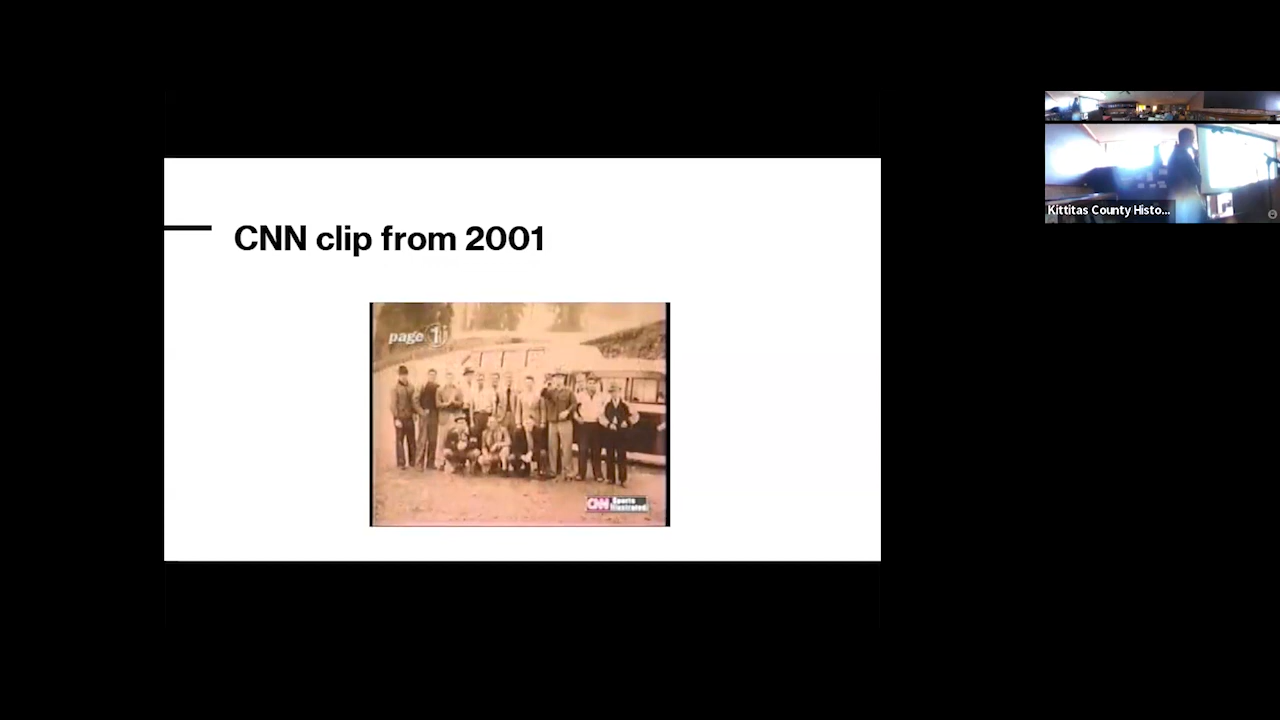 CNN clip from 2001
page 1
CNN Sports
Illustrated
Kittitas County Histo...